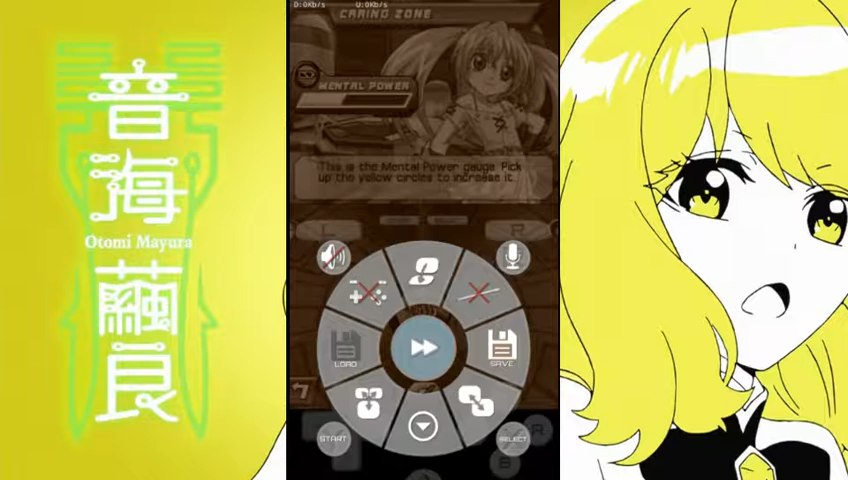 音海繭良
Otomi Mayura
D:0Kb/s U:0Kb/s
CARING ZONE
MENTAL POWER
This is the Mental Power gauge. Pick
up the yellow circles to increase it.
L
R
LOAD
SAVE
START
SELECT
A
B